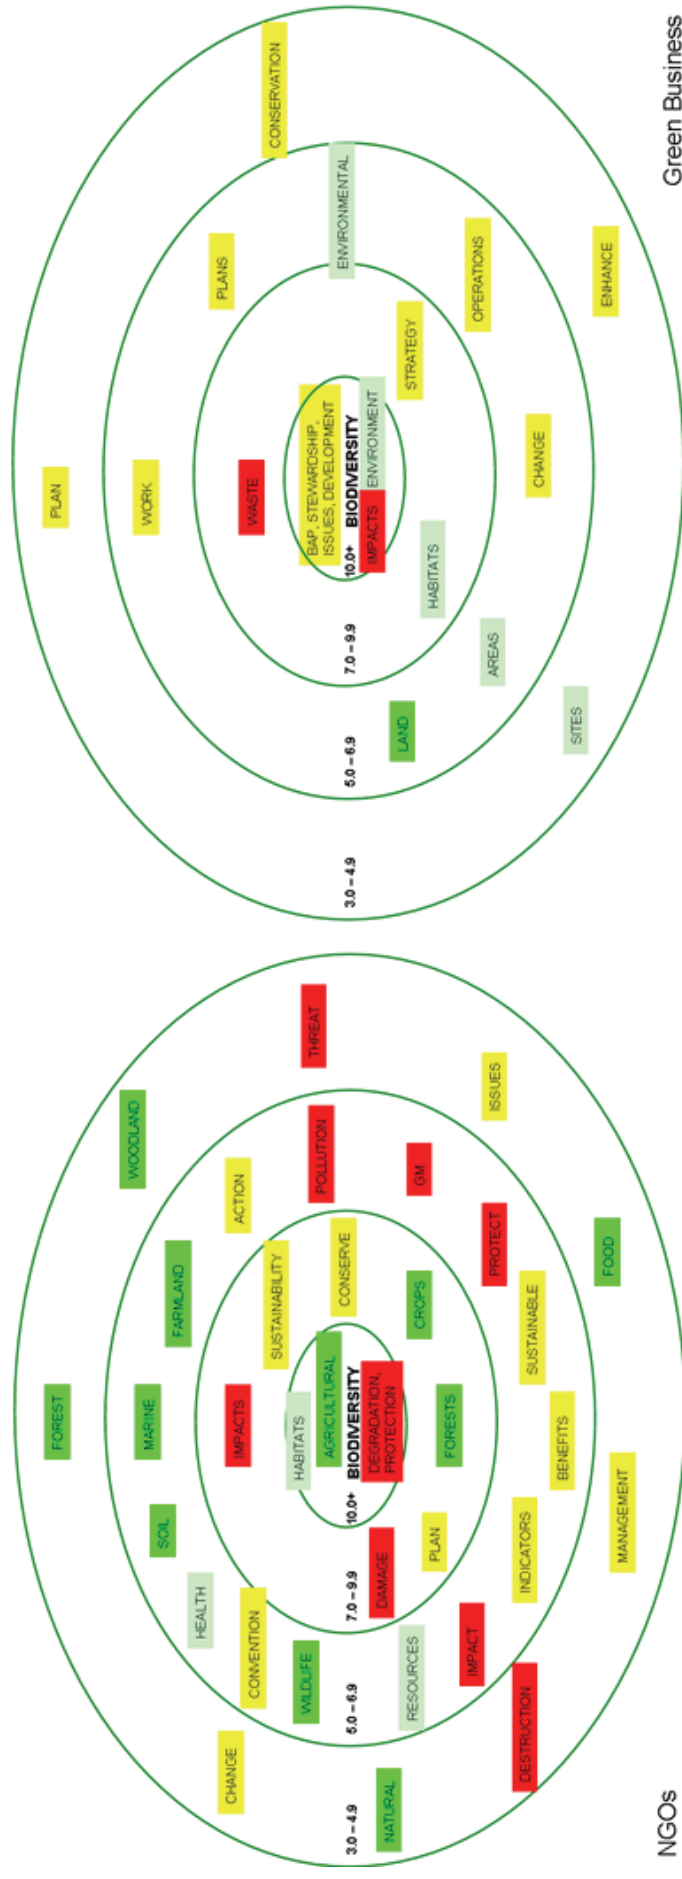 FOREST
WOODLAND
MARINE
SOIL
FARMLAND
HEALTH
CHANGE
IMPACTS
ACTION
CONVENTION
SUSTAINABILITY
HABITATS
WILDLIFE
THREAT
POLLUTION
AGRICULTURAL
CONSERVE
3.0 – 4.9 5.0 – 6.9 7.0 – 9.9 10.0+ BIODIVERSITY
DAMAGE
DEGRADATION,
PROTECTION
NATURAL
RESOURCES
CROPS
GM
PLAN
FORESTS
IMPACT
PROTECT
ISSUES
DESTRUCTION
INDICATORS
SUSTAINABLE
BENEFITS
FOOD
MANAGEMENT
NGOs
PLAN
WORK
PLANS
WASTE
CONSERVATION
BAP, STEWARDSHIP,
ISSUES, DEVELOPMENT
ENVIRONMENTAL
3.0 – 4.9 5.0 – 6.9 7.0 – 9.9 10.0+ BIODIVERSITY
IMPACTS ENVIRONMENT
LAND
STRATEGY
HABITATS
OPERATIONS
AREAS
CHANGE
SITES
ENHANCE
Green Business